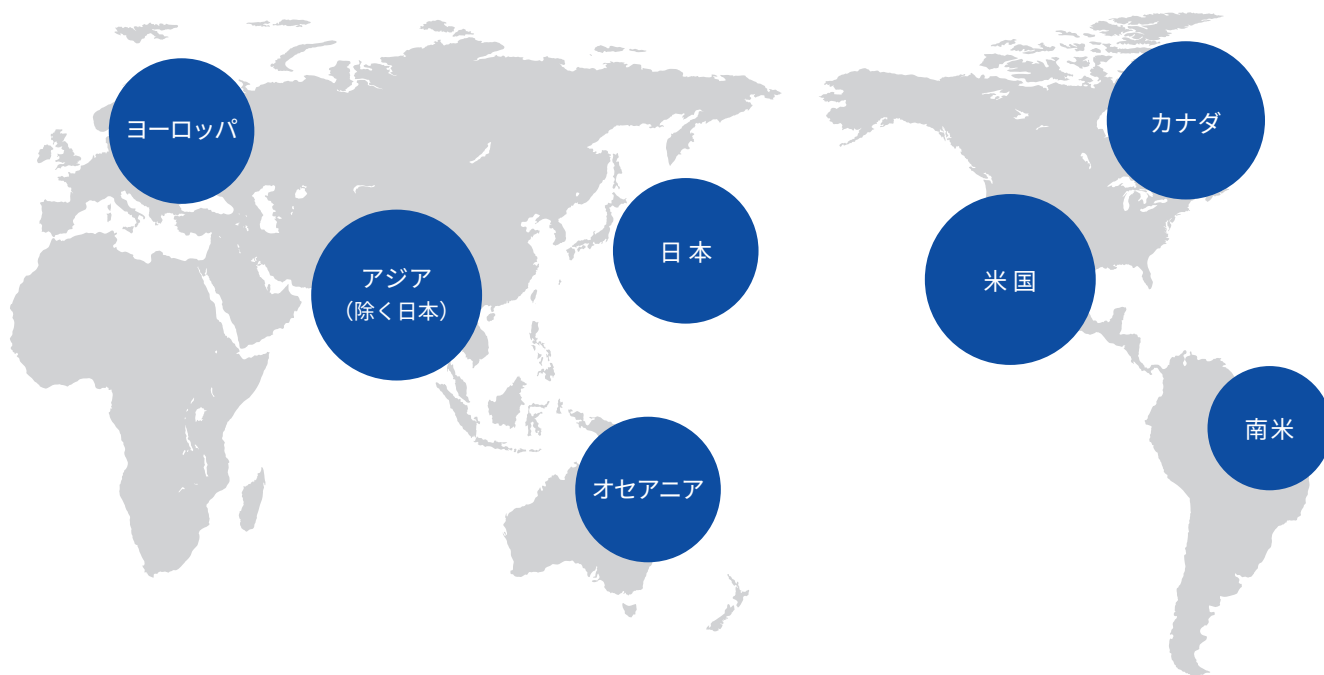 ヨーロッパ
カナダ
日本
アジア
（除く日本）
米国
南米
オセアニア